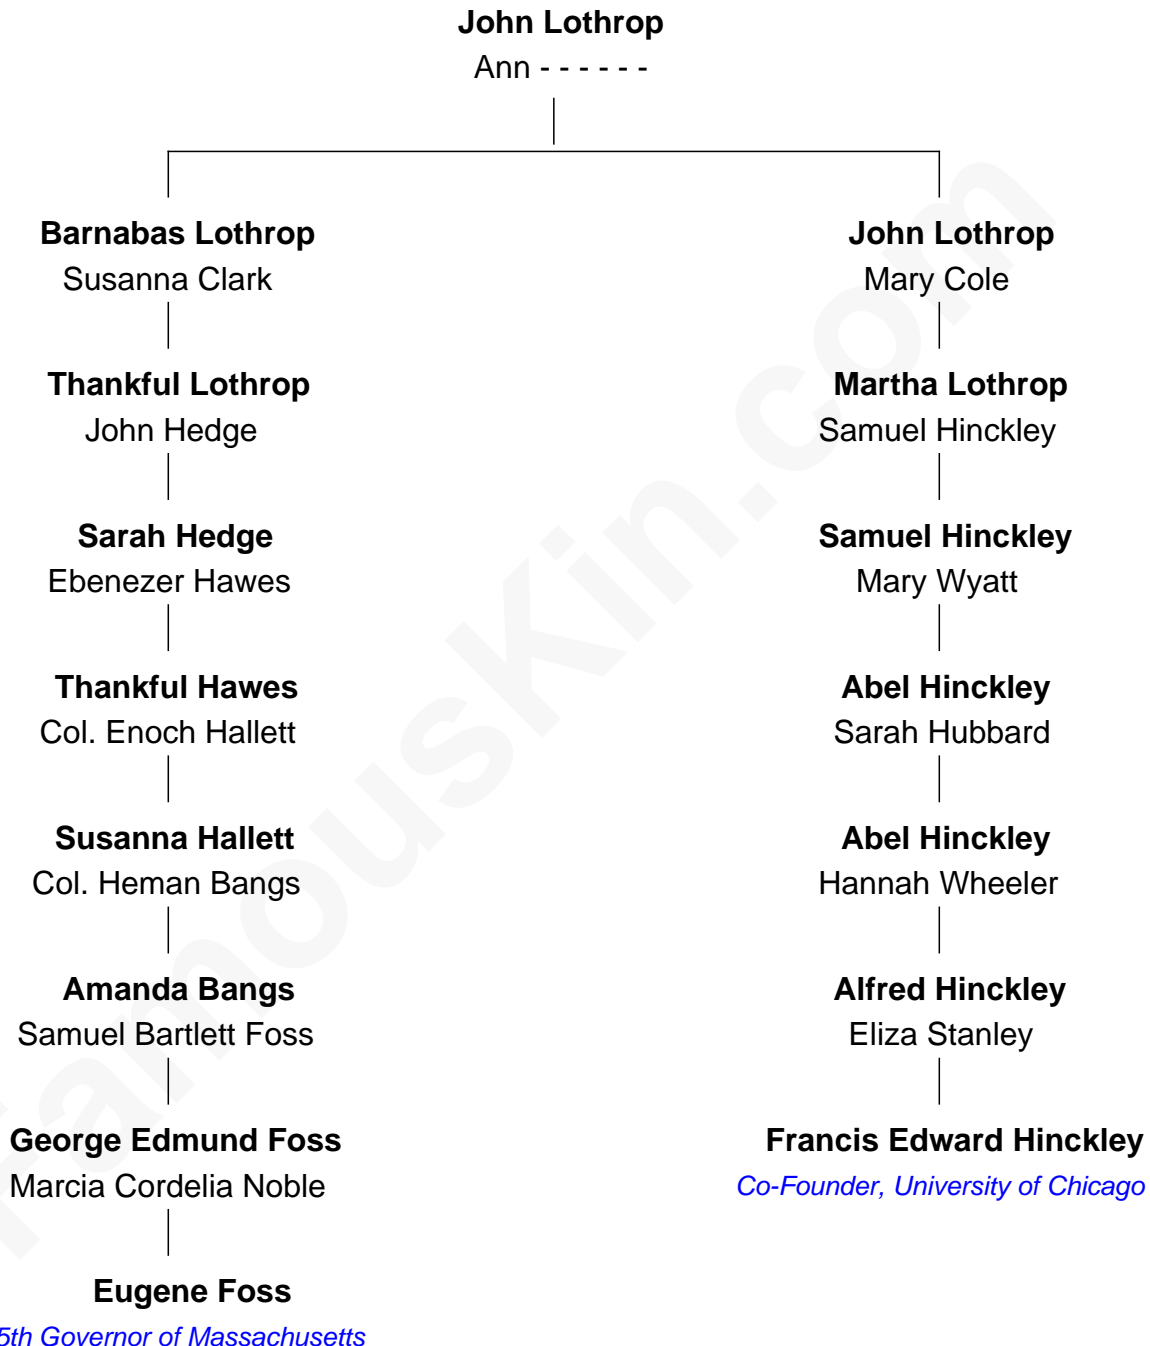 John Lothrop
Ann - - - - - -
Barnabas Lothrop
Susanna Clark
John Lothrop
Mary Cole
Thankful Lothrop
John Hedge
Martha Lothrop
Samuel Hinckley
Sarah Hedge
Ebenezer Hawes
Samuel Hinckley
Mary Wyatt
Thankful Hawes
Col. Enoch Hallett
Abel Hinckley
Sarah Hubbard
Susanna Hallett
Col. Heman Bangs
Abel Hinckley
Hannah Wheeler
Amanda Bangs
Samuel Bartlett Foss
Alfred Hinckley
Eliza Stanley
George Edmund Foss
Marcia Cordelia Noble
Francis Edward Hinckley
Co-Founder, University of Chicago
Eugene Foss
5th Governor of Massachusetts
FamousKin.com